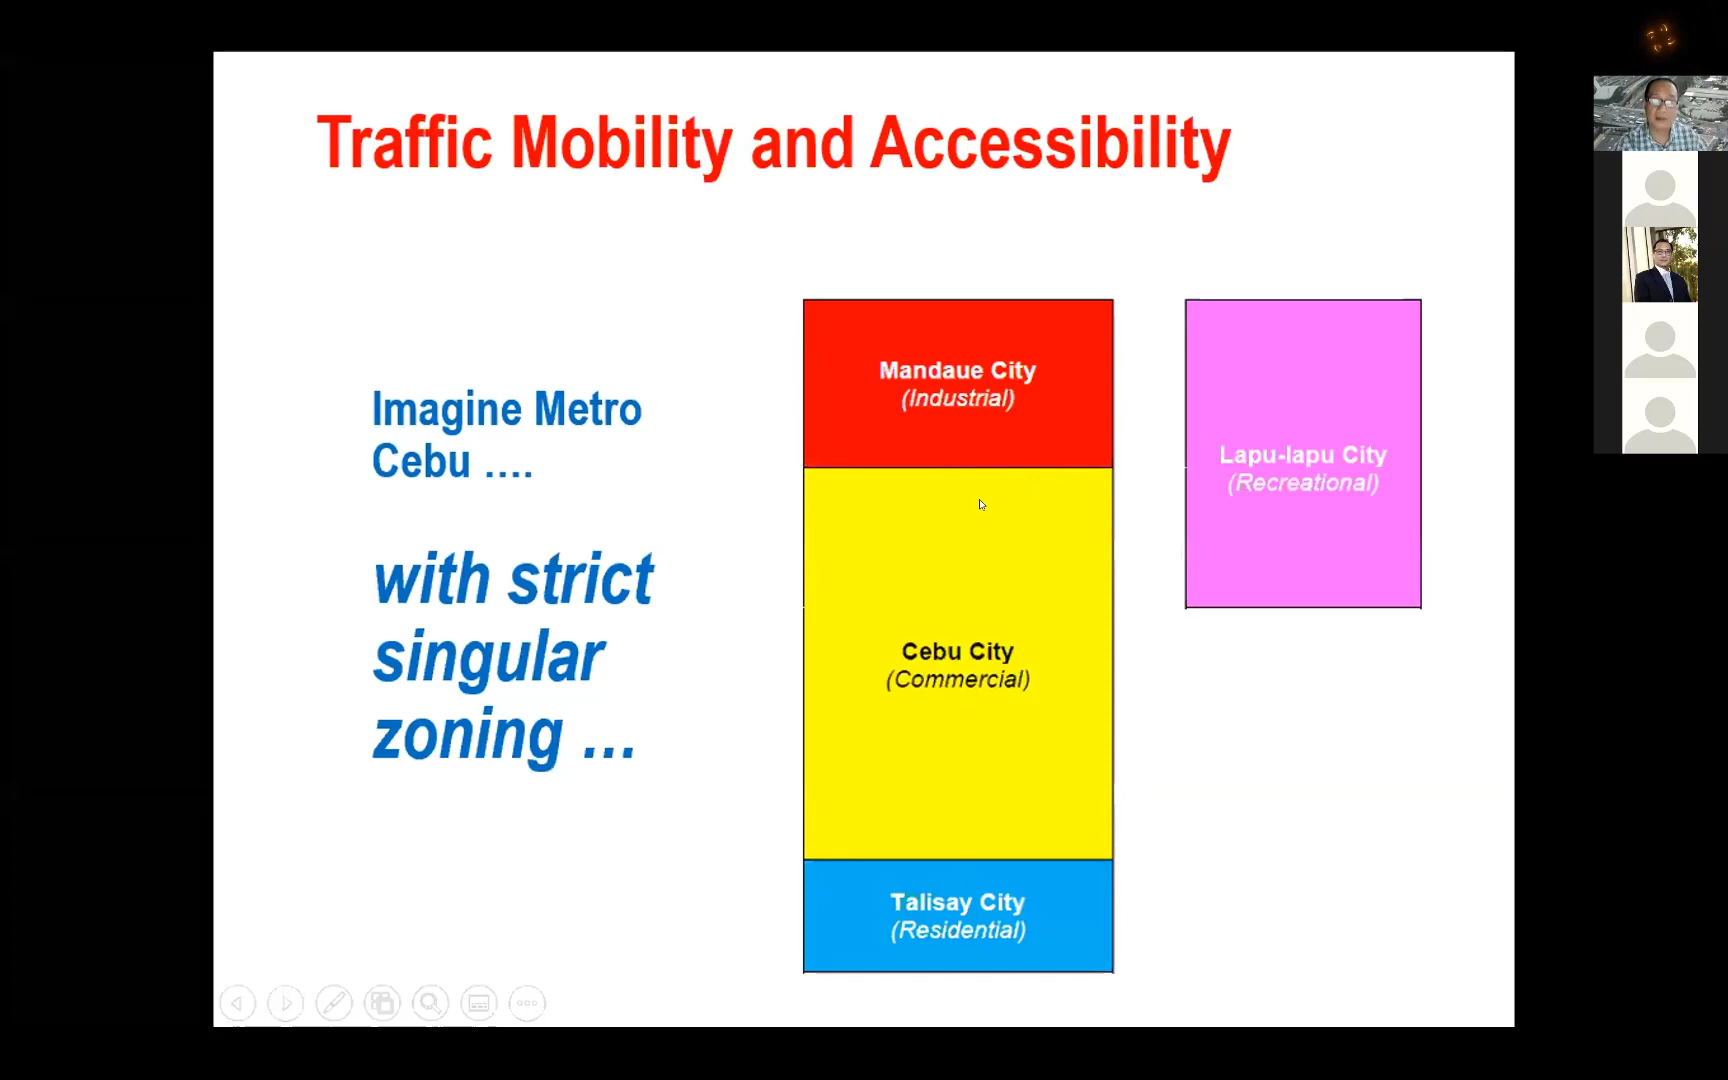 Traffic Mobility and Accessibility
Imagine Metro
Cebu ....
with strict
singular
zoning ...
Mandaue City
(Industrial)
Cebu City
(Commercial)
Talisay City
(Residential)
Lapu-lapu City
(Recreational)